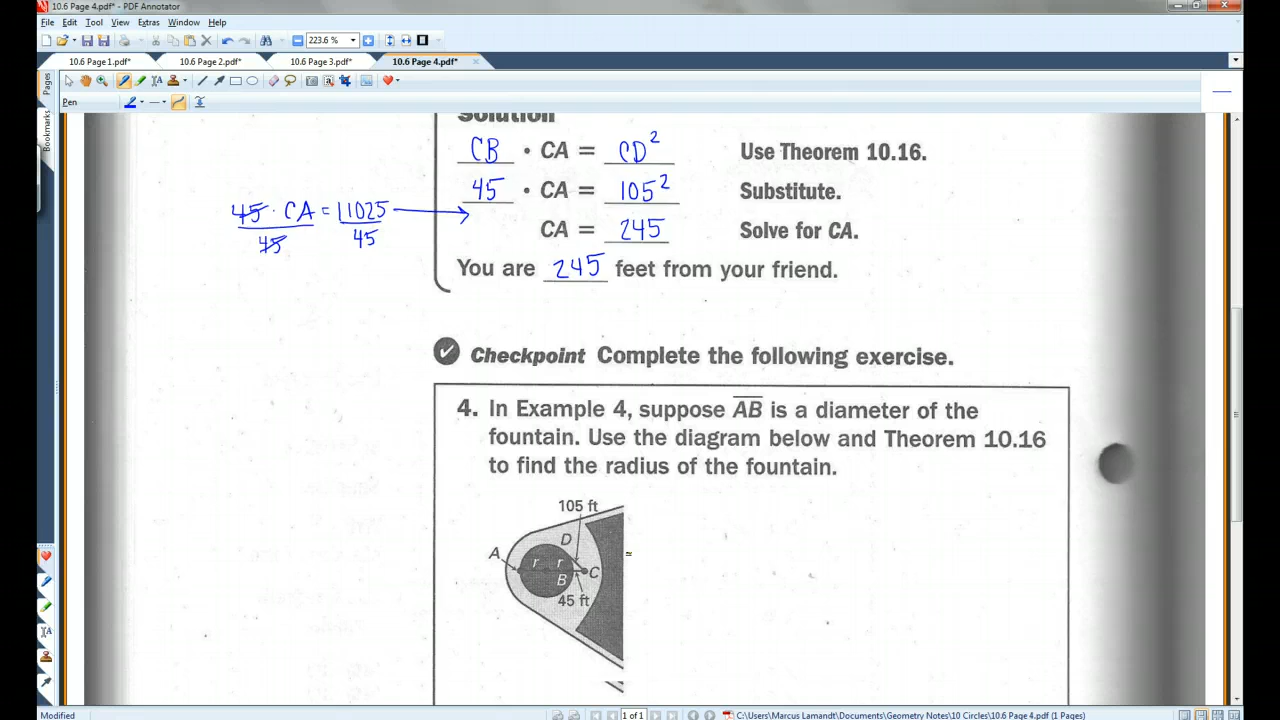 10.6 Page 4.pdf* - PDF Annotator
File Edit Tool View Extras Window Help
223.6 %
10.6 Page 1.pdf* 10.6 Page 2.pdf* 10.6 Page 3.pdf* 10.6 Page 4.pdf*
Pen
Pages
Bookmarks
Solution
CB · CA = CD² Use Theorem 10.16.
45 · CA = 105² Substitute.
45 · CA = 11025
45 45
CA = 245 Solve for CA.
You are 245 feet from your friend.
Checkpoint Complete the following exercise.
4. In Example 4, suppose AB is a diameter of the
fountain. Use the diagram below and Theorem 10.16
to find the radius of the fountain.
105 ft
D
A
r r
B C
45 ft
Modified 1 of 1 C:\Users\Marcus Lamandt\Documents\Geometry Notes\10 Circles\10.6 Page 4.pdf (1 Pages)